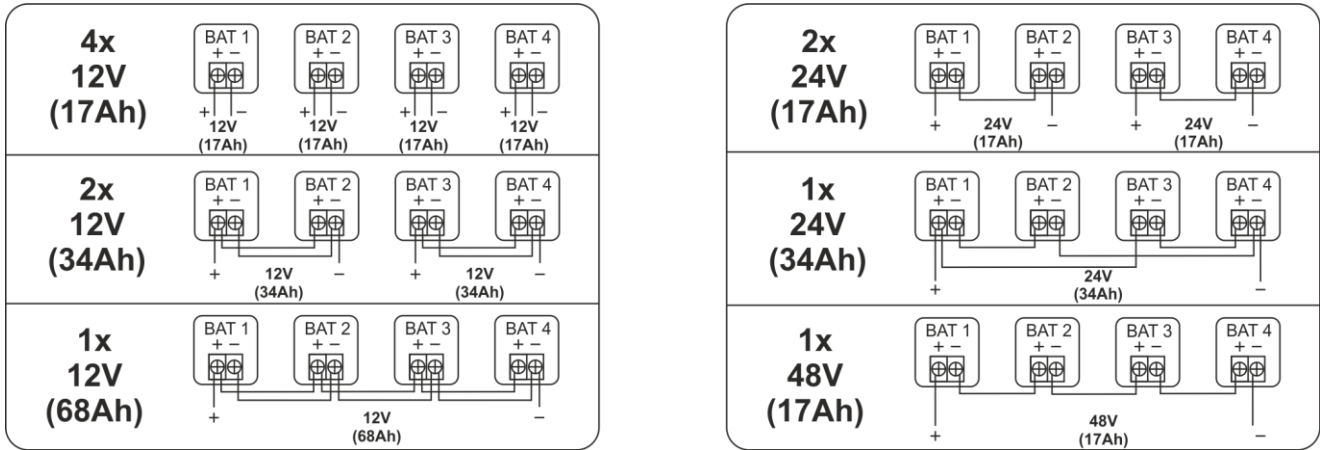 4x
12V
(17Ah)
BAT 1 BAT 2 BAT 3 BAT 4
+ − + − + − + −
+ − + − + − + −
12V 12V 12V 12V
(17Ah) (17Ah) (17Ah) (17Ah)
2x
12V
(34Ah)
BAT 1 BAT 2 BAT 3 BAT 4
+ − + − + − + −
+ 12V − + 12V −
(34Ah) (34Ah)
1x
12V
(68Ah)
BAT 1 BAT 2 BAT 3 BAT 4
+ − + − + − + −
+ 12V −
(68Ah)
2x
24V
(17Ah)
BAT 1 BAT 2 BAT 3 BAT 4
+ − + − + − + −
+ 24V − + 24V −
(17Ah) (17Ah)
1x
24V
(34Ah)
BAT 1 BAT 2 BAT 3 BAT 4
+ − + − + − + −
+ 24V −
(34Ah)
1x
48V
(17Ah)
BAT 1 BAT 2 BAT 3 BAT 4
+ − + − + − + −
+ 48V −
(17Ah)